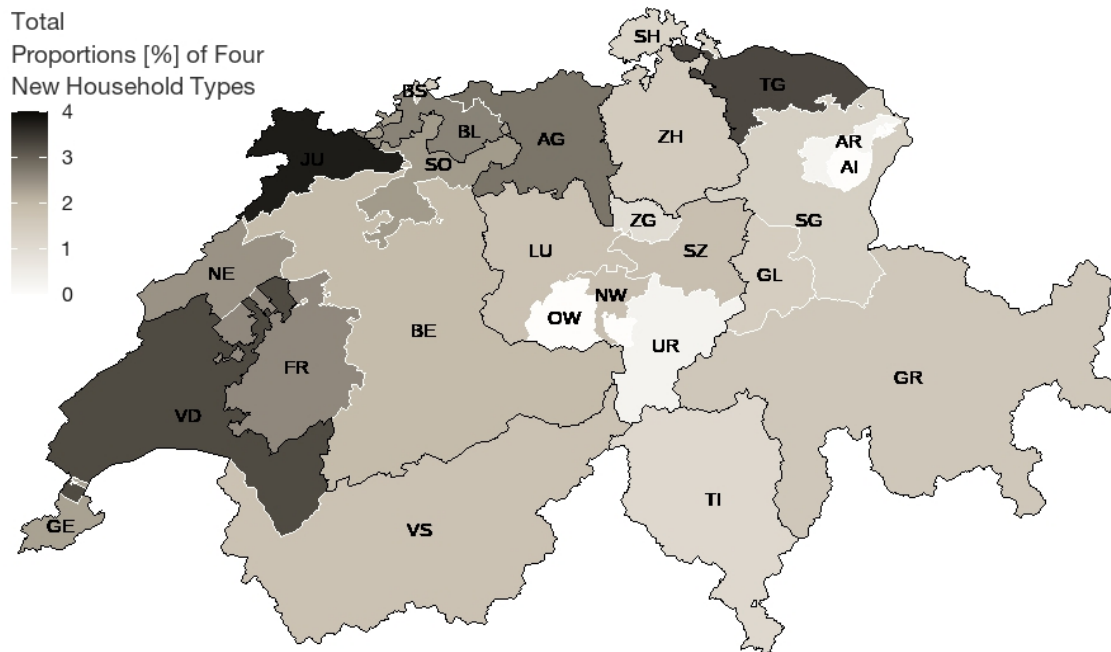 Total
Proportions [%] of Four
New Household Types
4
3
2
1
0
SH
TG
BS
BL
AG
ZH
JU
SO
AR
AI
ZG
SG
LU
SZ
NE
GL
NW
OW
BE
UR
FR
GR
VD
TI
GE
VS